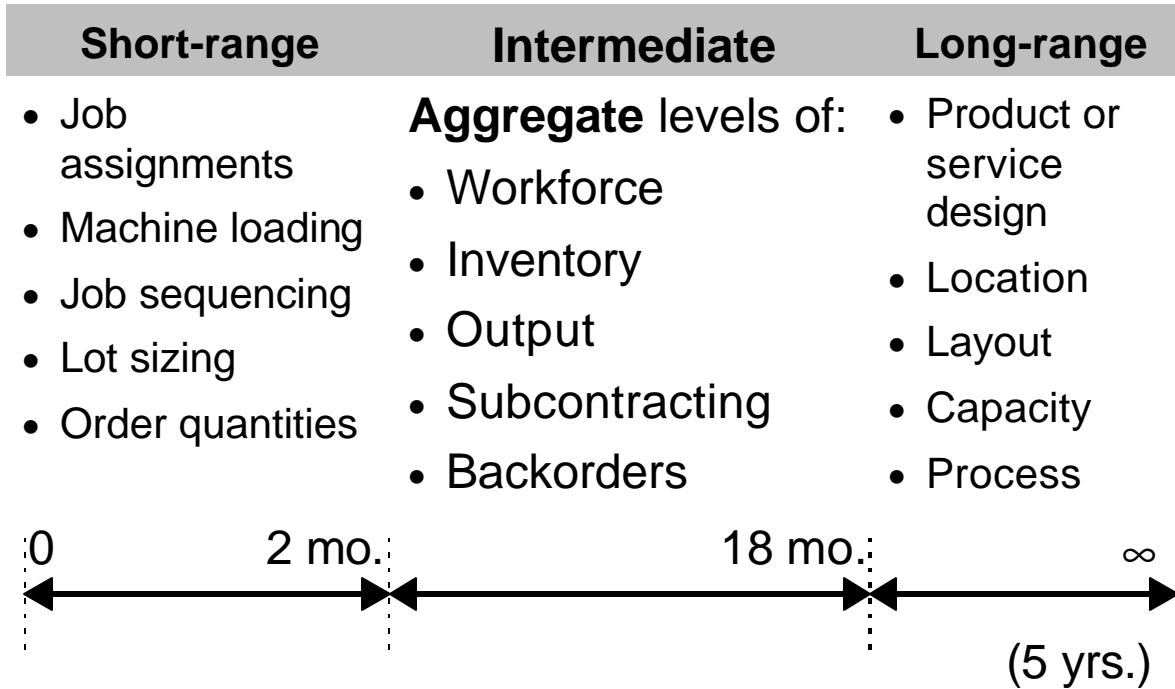 Short-range
Intermediate
Long-range
• Job
assignments
• Machine loading
• Job sequencing
• Lot sizing
• Order quantities
Aggregate levels of:
• Workforce
• Inventory
• Output
• Subcontracting
• Backorders
• Product or
service
design
• Location
• Layout
• Capacity
• Process
0
2 mo.
18 mo.
∞
(5 yrs.)